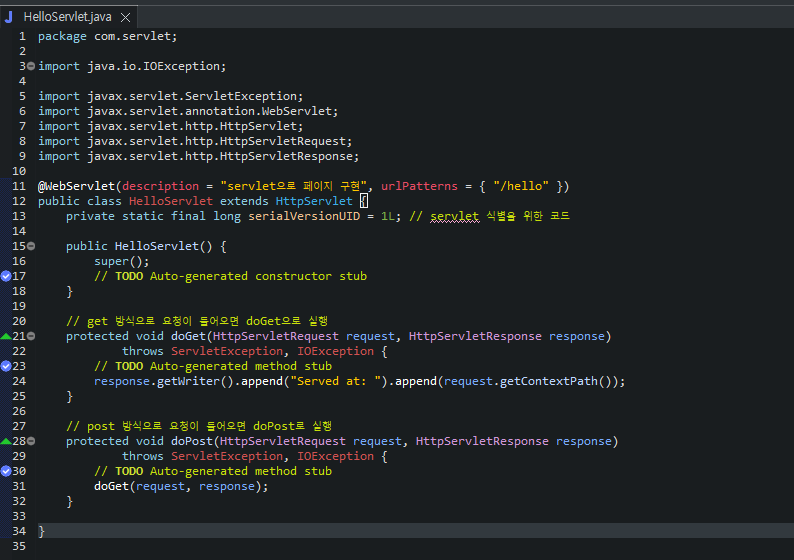 HelloServlet.java
1 package com.servlet;
2
3 import java.io.IOException;
4
5 import javax.servlet.ServletException;
6 import javax.servlet.annotation.WebServlet;
7 import javax.servlet.http.HttpServlet;
8 import javax.servlet.http.HttpServletRequest;
9 import javax.servlet.http.HttpServletResponse;
10
11 @WebServlet(description = "servlet으로 페이지 구현", urlPatterns = { "/hello" })
12 public class HelloServlet extends HttpServlet {
13     private static final long serialVersionUID = 1L; // servlet 식별을 위한 코드
14
15     public HelloServlet() {
16         super();
17         // TODO Auto-generated constructor stub
18     }
19
20     // get 방식으로 요청이 들어오면 doGet으로 실행
21     protected void doGet(HttpServletRequest request, HttpServletResponse response)
22             throws ServletException, IOException {
23         // TODO Auto-generated method stub
24         response.getWriter().append("Served at: ").append(request.getContextPath());
25     }
26
27     // post 방식으로 요청이 들어오면 doPost로 실행
28     protected void doPost(HttpServletRequest request, HttpServletResponse response)
29             throws ServletException, IOException {
30         // TODO Auto-generated method stub
31         doGet(request, response);
32     }
33
34 }
35